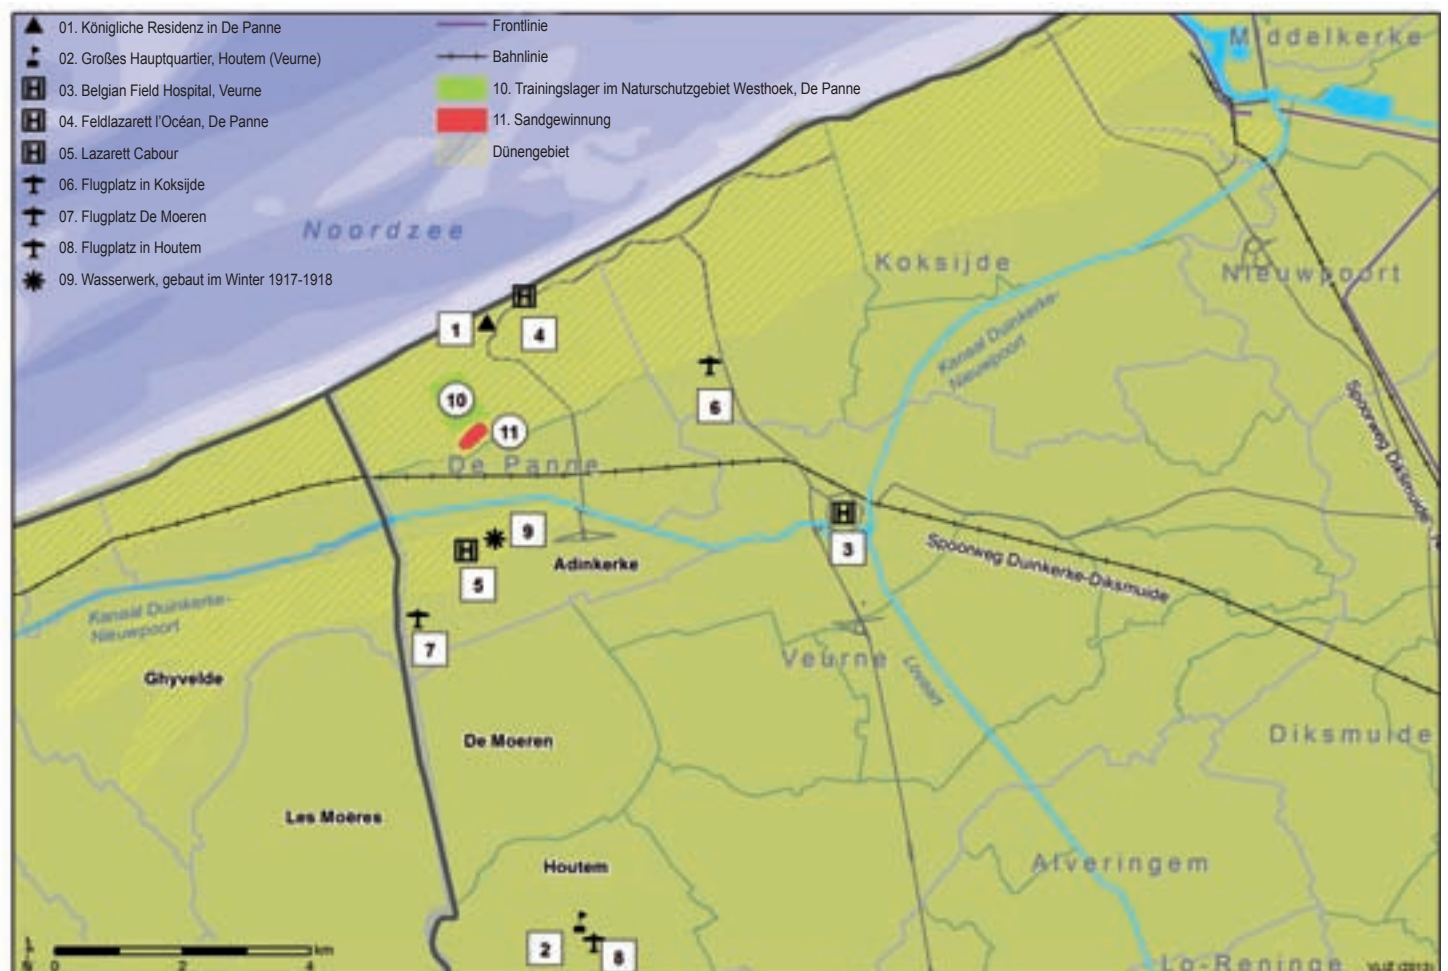 01. Königliche Residenz in De Panne
02. Großes Hauptquartier, Houtem (Veurne)
03. Belgian Field Hospital, Veurne
04. Feldlazarett l'Océan, De Panne
05. Lazarett Cabour
06. Flugplatz in Koksijde
07. Flugplatz De Moeren
08. Flugplatz in Houtem
09. Wasserwerk, gebaut im Winter 1917-1918
Frontlinie
Bahnlinie
10. Trainingslager im Naturschutzgebiet Westhoek, De Panne
11. Sandgewinnung
Dünengebiet
Middelkerke
Noordzee
Koksijde
Nieuwpoort
Kanaal Duinkerke-
Nieuwpoort
1
4
6
10
11
De Panne
Spoorweg Diksmuide-
9
5
Adinkerke
3
Spoorweg Duinkerke-Diksmuide
Kanaal Duinkerke-
Nieuwpoort
7
Ghyvelde
Veurne
Lovaart
De Moeren
Diksmuide
Les Moëres
Houtem
Alveringem
2
8
km
0 2 4
Lo-Reninge
VLIZ (2013)